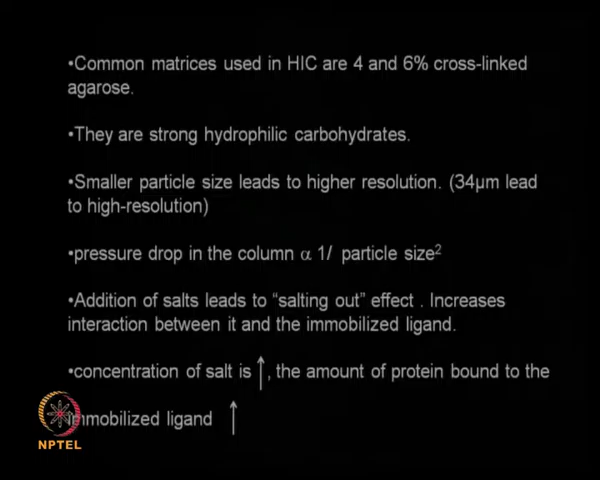 •Common matrices used in HIC are 4 and 6% cross-linked
agarose.
•They are strong hydrophilic carbohydrates.
•Smaller particle size leads to higher resolution. (34μm lead
to high-resolution)
•pressure drop in the column α 1/ particle size²
•Addition of salts leads to “salting out” effect . Increases
interaction between it and the immobilized ligand.
•concentration of salt is ↑, the amount of protein bound to the
immobilized ligand ↑
NPTEL